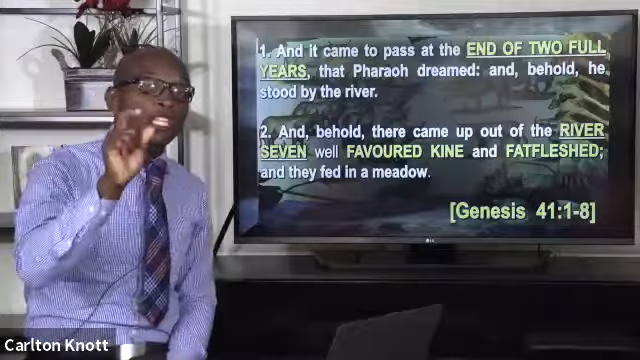 1. And it came to pass at the END OF TWO FULL
YEARS, that Pharaoh dreamed: and, behold, he
stood by the river.
2. And, behold, there came up out of the RIVER
SEVEN well FAVOURED KINE and FATFLESHED;
and they fed in a meadow.
[Genesis 41:1-8]
LG
Carlton Knott